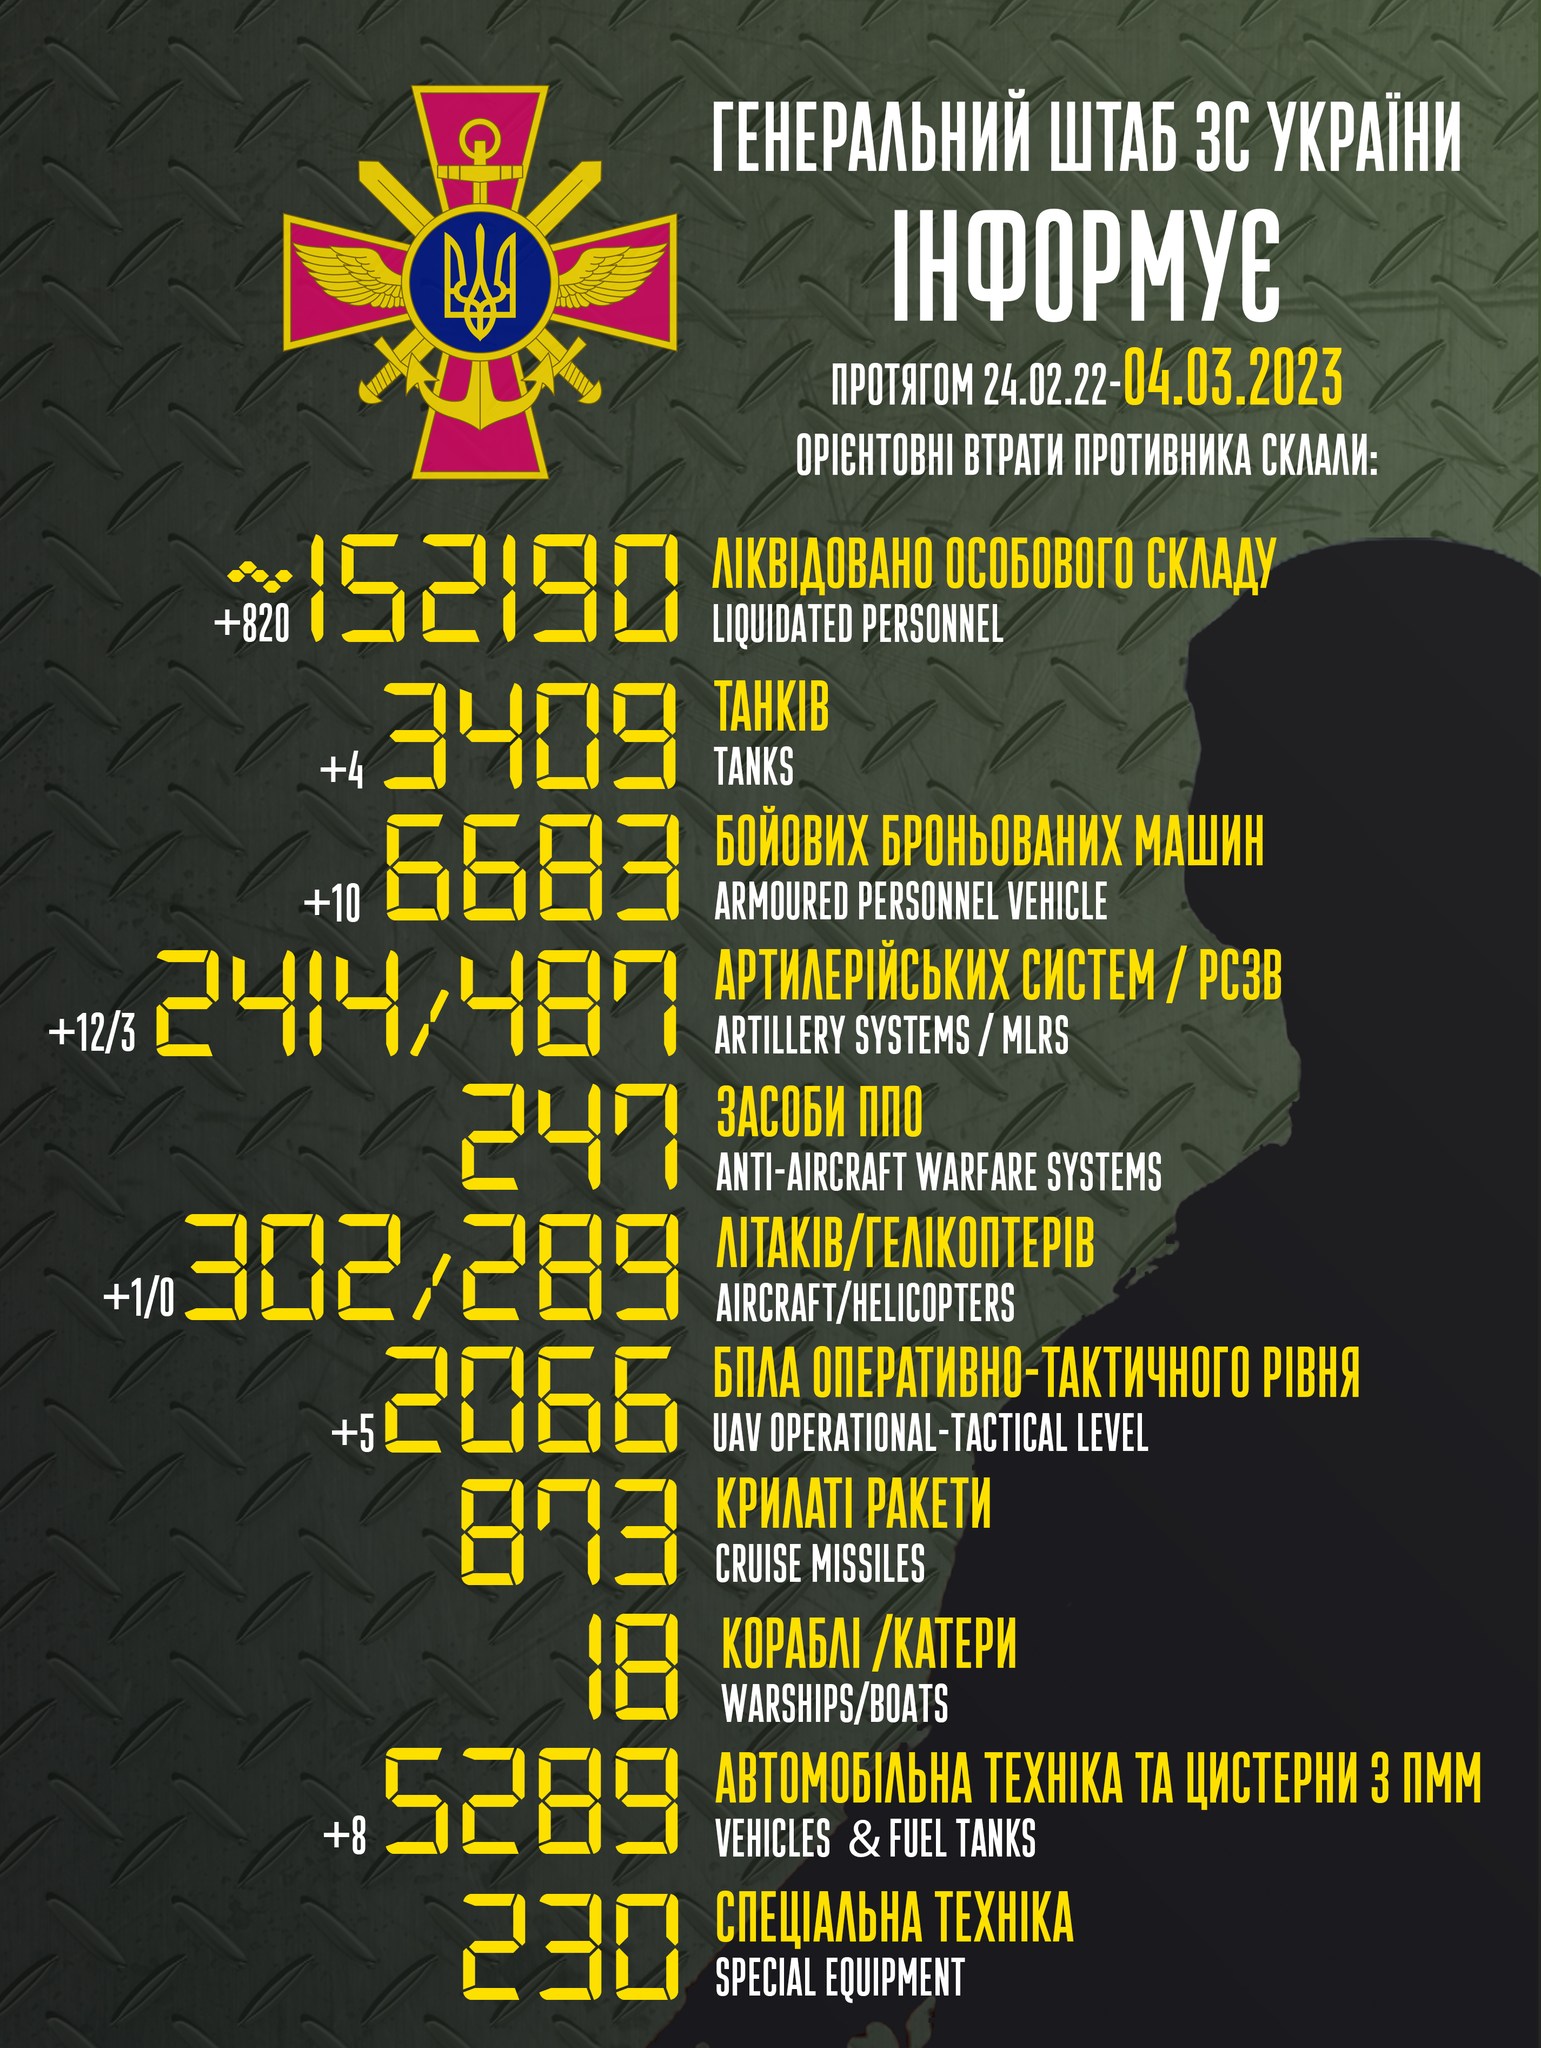 ГЕНЕРАЛЬНИЙ ШТАБ ЗС УКРАЇНИ
ІНФОРМУЄ
ПРОТЯГОМ 24.02.22-04.03.2023
ОРІЄНТОВНІ ВТРАТИ ПРОТИВНИКА СКЛАЛИ:
+820 ~152190 ЛІКВІДОВАНО ОСОБОВОГО СКЛАДУ
LIQUIDATED PERSONNEL
+4 3409 ТАНКІВ
TANKS
+10 6683 БОЙОВИХ БРОНЬОВАНИХ МАШИН
ARMOURED PERSONNEL VEHICLE
+12/3 2414/487 АРТИЛЕРІЙСЬКИХ СИСТЕМ / РСЗВ
ARTILLERY SYSTEMS / MLRS
247 ЗАСОБИ ППО
ANTI-AIRCRAFT WARFARE SYSTEMS
+1/0 302/289 ЛІТАКІВ/ГЕЛІКОПТЕРІВ
AIRCRAFT/HELICOPTERS
+5 2066 БПЛА ОПЕРАТИВНО-ТАКТИЧНОГО РІВНЯ
UAV OPERATIONAL-TACTICAL LEVEL
873 КРИЛАТІ РАКЕТИ
CRUISE MISSILES
18 КОРАБЛІ /КАТЕРИ
WARSHIPS/BOATS
+8 5289 АВТОМОБІЛЬНА ТЕХНІКА ТА ЦИСТЕРНИ З ПММ
VEHICLES & FUEL TANKS
230 СПЕЦІАЛЬНА ТЕХНІКА
SPECIAL EQUIPMENT